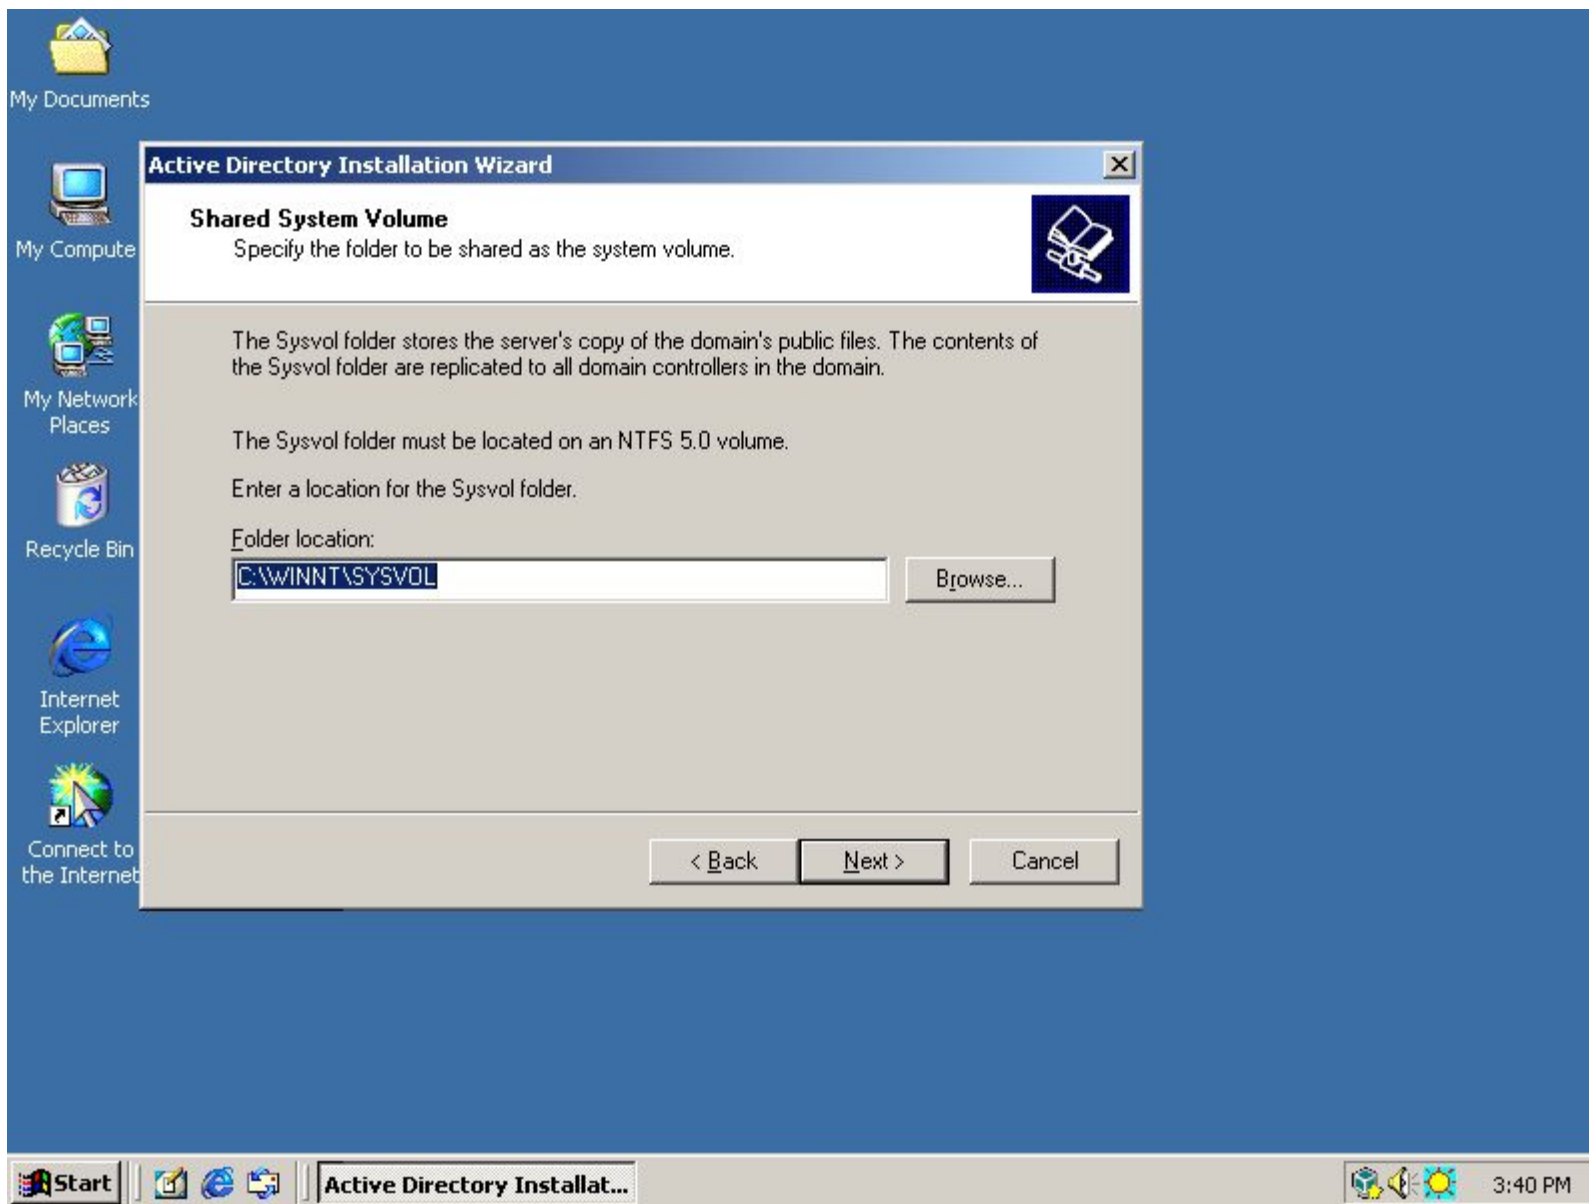 My Documents
Active Directory Installation Wizard
Shared System Volume
Specify the folder to be shared as the system volume.
My Compute
The Sysvol folder stores the server's copy of the domain's public files. The contents of
the Sysvol folder are replicated to all domain controllers in the domain.
My Network
Places
The Sysvol folder must be located on an NTFS 5.0 volume.
Enter a location for the Sysvol folder.
Recycle Bin
Folder location:
C:\WINNT\SYSVOL
Browse...
Internet
Explorer
Connect to
the Internet
< Back
Next >
Cancel
Start
Active Directory Installat...
3:40 PM